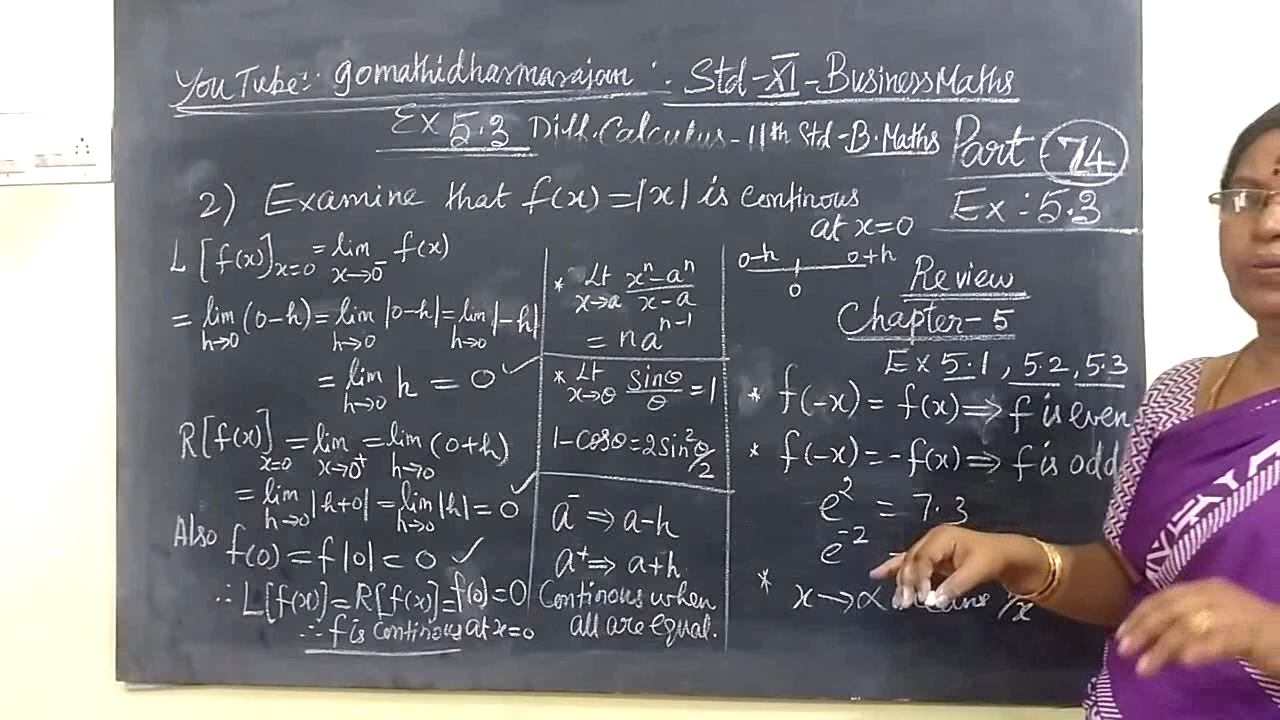 YouTube:- gomathidharmarajan :- Std-XI-Business Maths
Ex 5.3 Diff. Calculus - 11th Std - B. Maths Part - 74
2) Examine that f(x) = |x| is continous
at x=0
Ex: 5.3
L[f(x)]x=0 = lim x→0⁻ f(x)
= lim h→0 (0-h) = lim h→0 |0-h| = lim h→0 |-h|
= lim h→0 h = 0 ✓
R[f(x)]x=0 = lim x→0⁺ = lim h→0 (0+h)
= lim h→0 |h+0| = lim h→0 |h| = 0 ✓
Also f(0) = f|0| = 0 ✓
∴ L[f(x)] = R[f(x)] = f(0) = 0
∴ f is continous at x=0
* Lt x→a xⁿ-aⁿ / x-a
= naⁿ⁻¹
* Lt x→θ sinθ/θ = 1
1-cosθ = 2sin²θ/2
a⁻ ⇒ a-h
a⁺ ⇒ a+h
Continous when
all are equal.
0-h 0+h
0
Review
Chapter-5
Ex 5.1, 5.2, 5.3
* f(-x) = f(x) ⇒ f is even
* f(-x) = -f(x) ⇒ f is odd
e² = 7.3
e⁻²
* x→∝ 1/x